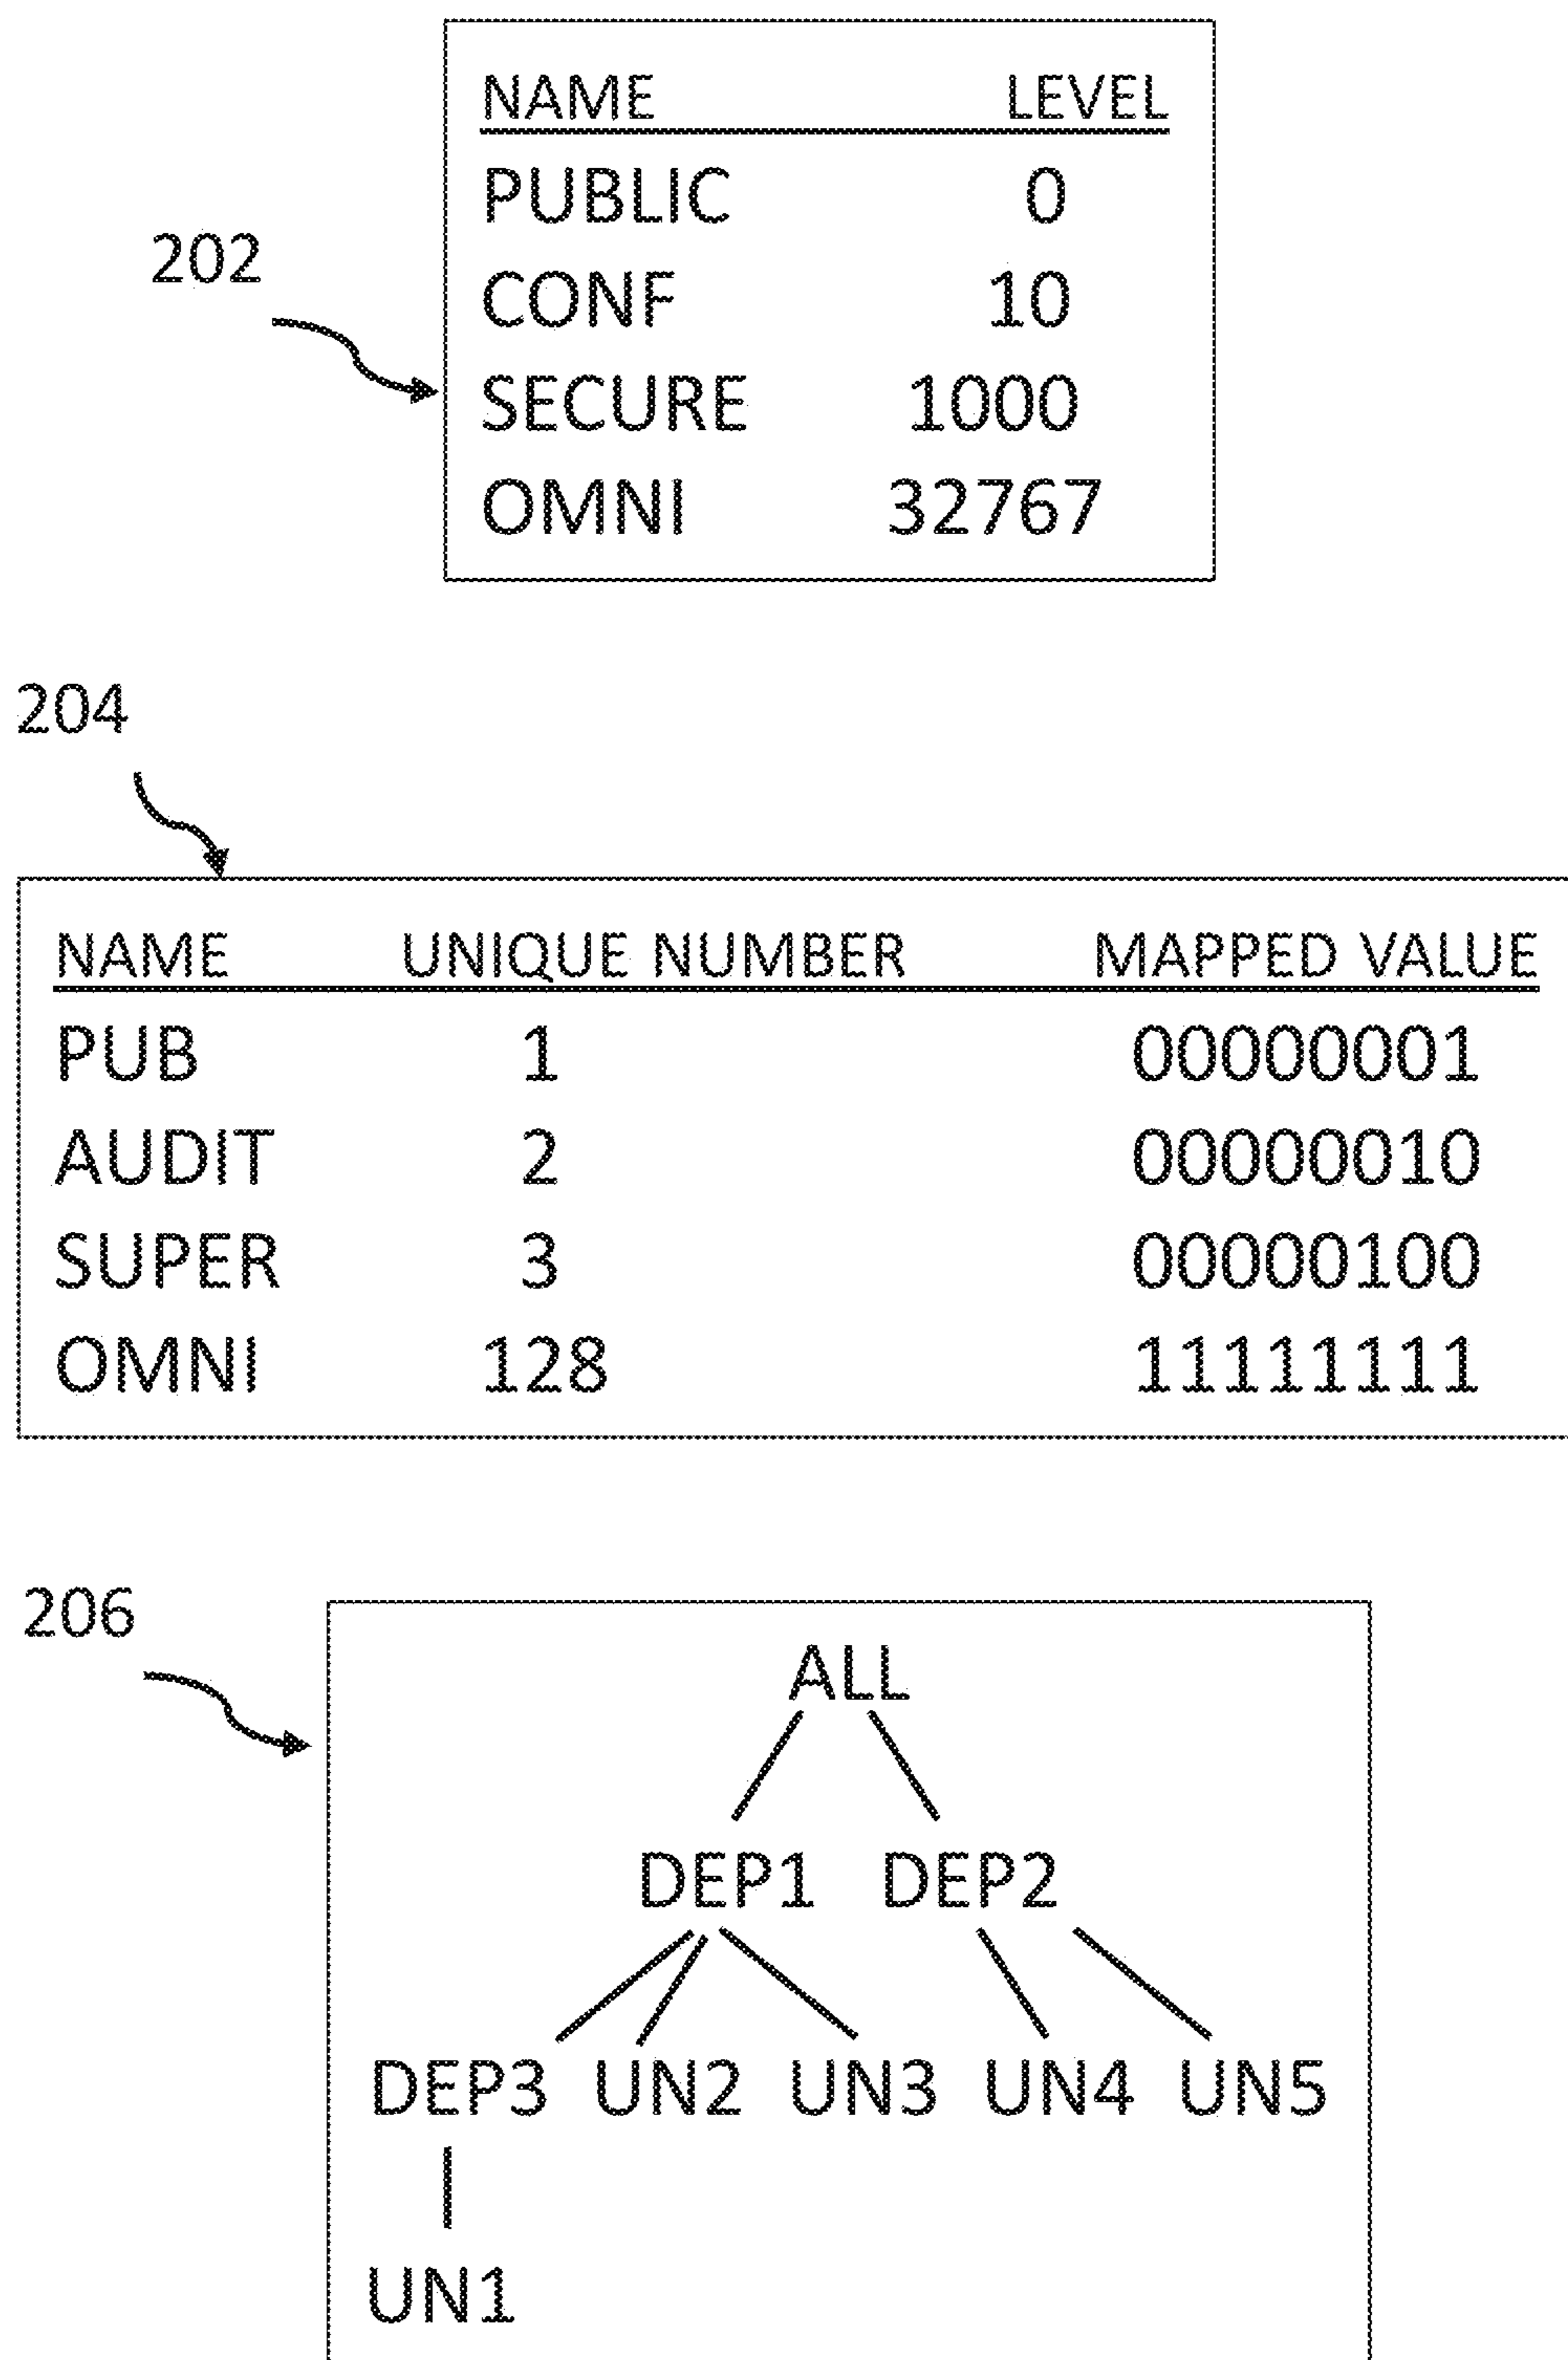 NAME LEVEL
PUBLIC 0
202
CONF 10
SECURE 1000
OMNI 32767
204
NAME UNIQUE NUMBER MAPPED VALUE
PUB 1 00000001
AUDIT 2 00000010
SUPER 3 00000100
OMNI 128 11111111
206
ALL
DEP1 DEP2
DEP3 UN2 UN3 UN4 UN5
UN1